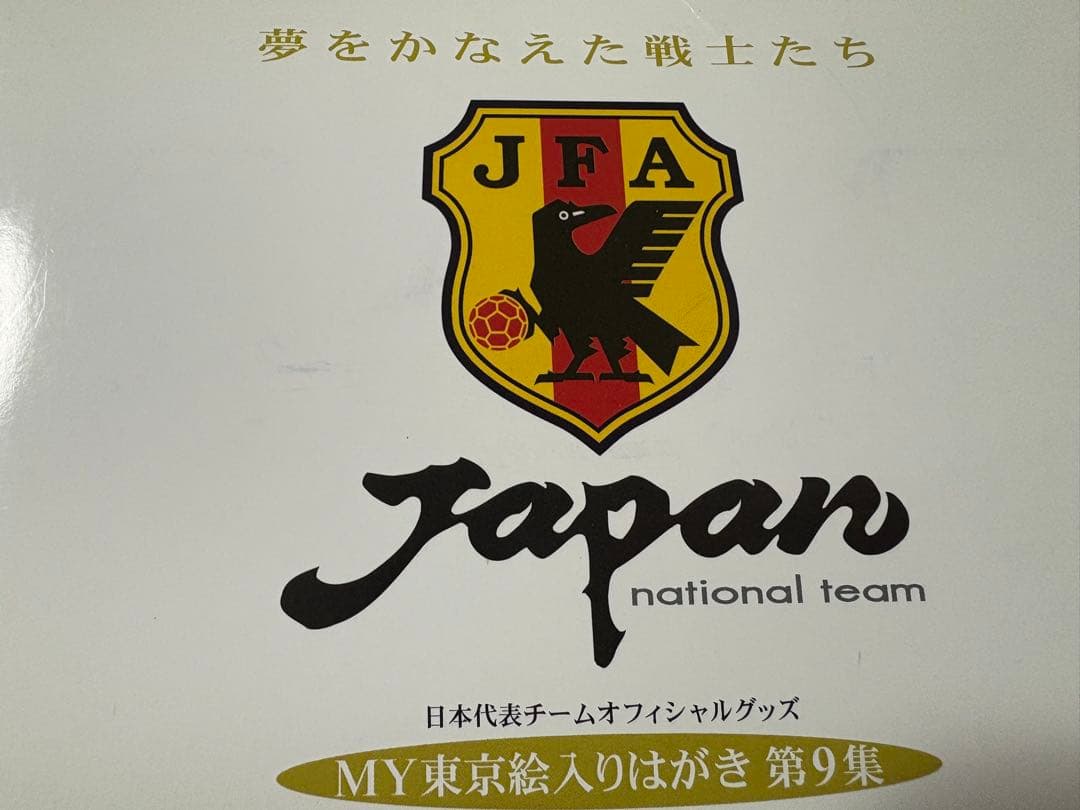 夢をかなえた戦士たち
JFA
Japan
national team
日本代表チームオフィシャルグッズ
MY東京絵入りはがき 第9集